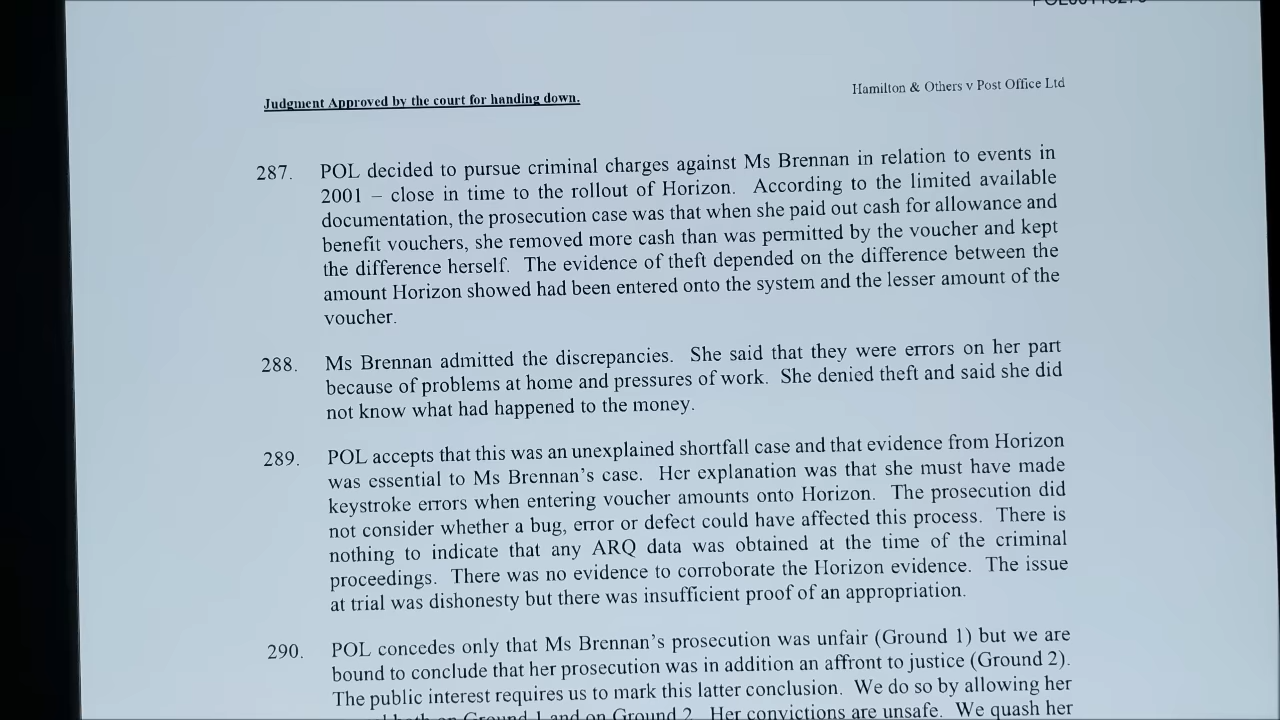 Judgment Approved by the court for handing down.
Hamilton & Others v Post Office Ltd
287. POL decided to pursue criminal charges against Ms Brennan in relation to events in
2001 – close in time to the rollout of Horizon. According to the limited available
documentation, the prosecution case was that when she paid out cash for allowance and
benefit vouchers, she removed more cash than was permitted by the voucher and kept
the difference herself. The evidence of theft depended on the difference between the
amount Horizon showed had been entered onto the system and the lesser amount of the
voucher.
288. Ms Brennan admitted the discrepancies. She said that they were errors on her part
because of problems at home and pressures of work. She denied theft and said she did
not know what had happened to the money.
289. POL accepts that this was an unexplained shortfall case and that evidence from Horizon
was essential to Ms Brennan’s case. Her explanation was that she must have made
keystroke errors when entering voucher amounts onto Horizon. The prosecution did
not consider whether a bug, error or defect could have affected this process. There is
nothing to indicate that any ARQ data was obtained at the time of the criminal
proceedings. There was no evidence to corroborate the Horizon evidence. The issue
at trial was dishonesty but there was insufficient proof of an appropriation.
290. POL concedes only that Ms Brennan’s prosecution was unfair (Ground 1) but we are
bound to conclude that her prosecution was in addition an affront to justice (Ground 2).
The public interest requires us to mark this latter conclusion. We do so by allowing her
both on Ground 1 and on Ground 2. Her convictions are unsafe. We quash her